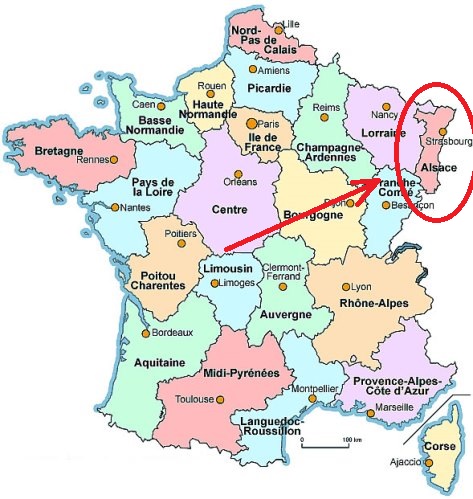 Nord-
Pas de
Calais
Lille
Amiens
Picardie
Rouen
Haute
Normandie
Caen
Basse
Normandie
Reims
Champagne-
Ardennes
Nancy
Lorraine
Strasbourg
Alsace
Paris
Ile de
France
Bretagne
Rennes
Pays de
la Loire
Nantes
Orléans
Centre
Bourgogne
Dijon
Franche-
Comté
Besançon
Poitiers
Poitou
Charentes
Limousin
Limoges
Clermont-
Ferrand
Auvergne
Lyon
Rhône-Alpes
Bordeaux
Aquitaine
Midi-Pyrénées
Toulouse
Montpellier
Languedoc-
Roussillon
Provence-Alpes-
Côte d'Azur
Marseille
100 km
Corse
Ajaccio